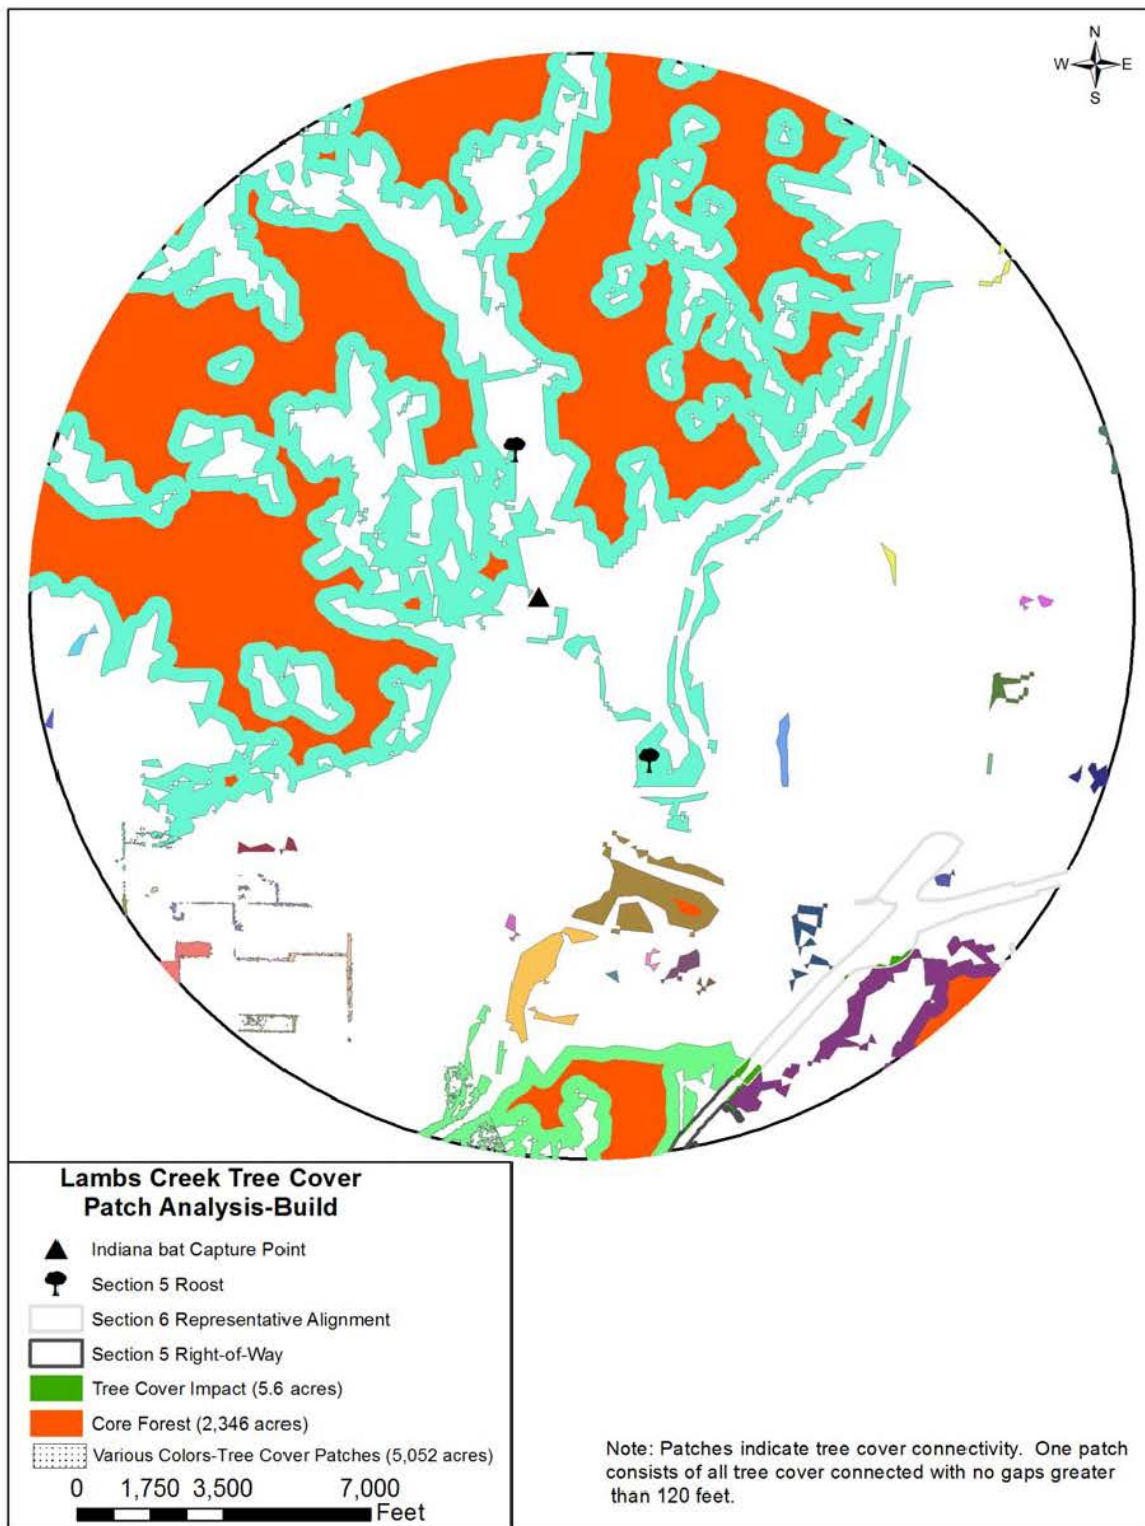 N
W E
S
Lambs Creek Tree Cover
Patch Analysis-Build
Indiana bat Capture Point
Section 5 Roost
Section 6 Representative Alignment
Section 5 Right-of-Way
Tree Cover Impact (5.6 acres)
Core Forest (2,346 acres)
Various Colors-Tree Cover Patches (5,052 acres)
0 1,750 3,500 7,000
Feet
Note: Patches indicate tree cover connectivity. One patch
consists of all tree cover connected with no gaps greater
than 120 feet.